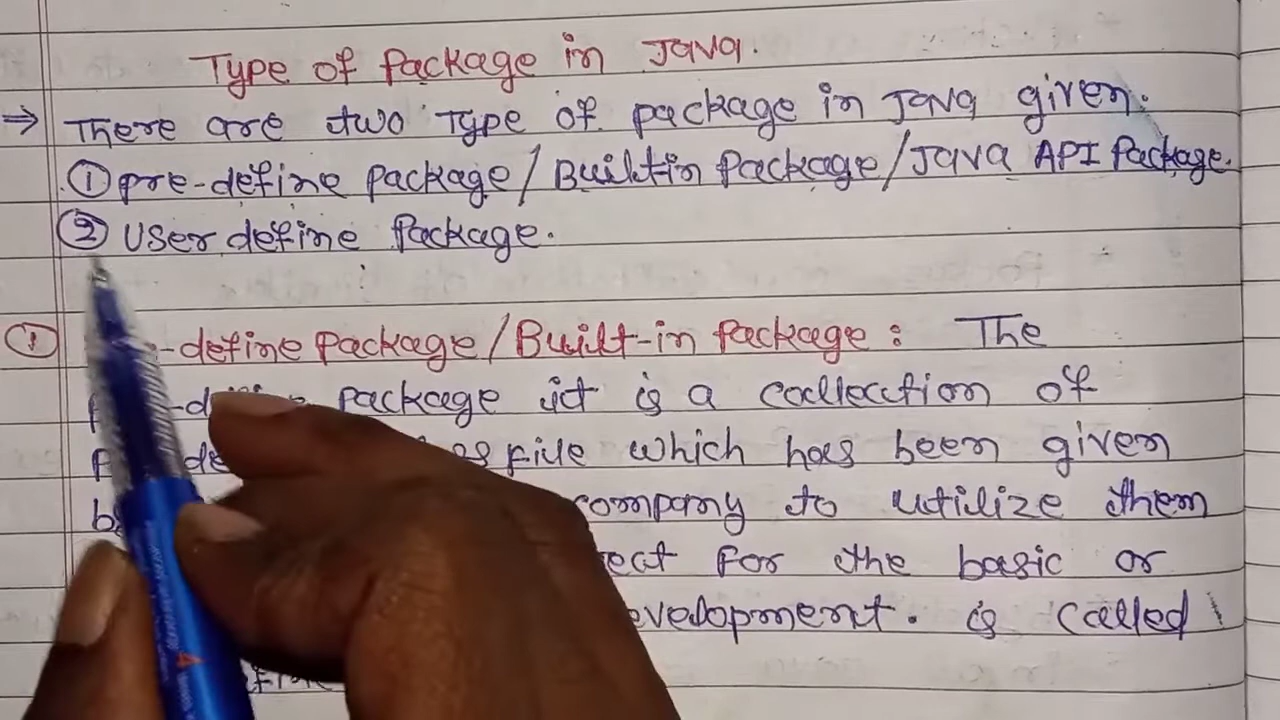 Type of Package in Java.
⇒ There are two Type of package in Java given.
① pre-define package/Built-in Package/Java API Package.
② User define Package.
① -define Package/Built-in Package : The
package it is a collection of
file which has been given
company to utilize them
for the basic or
is called